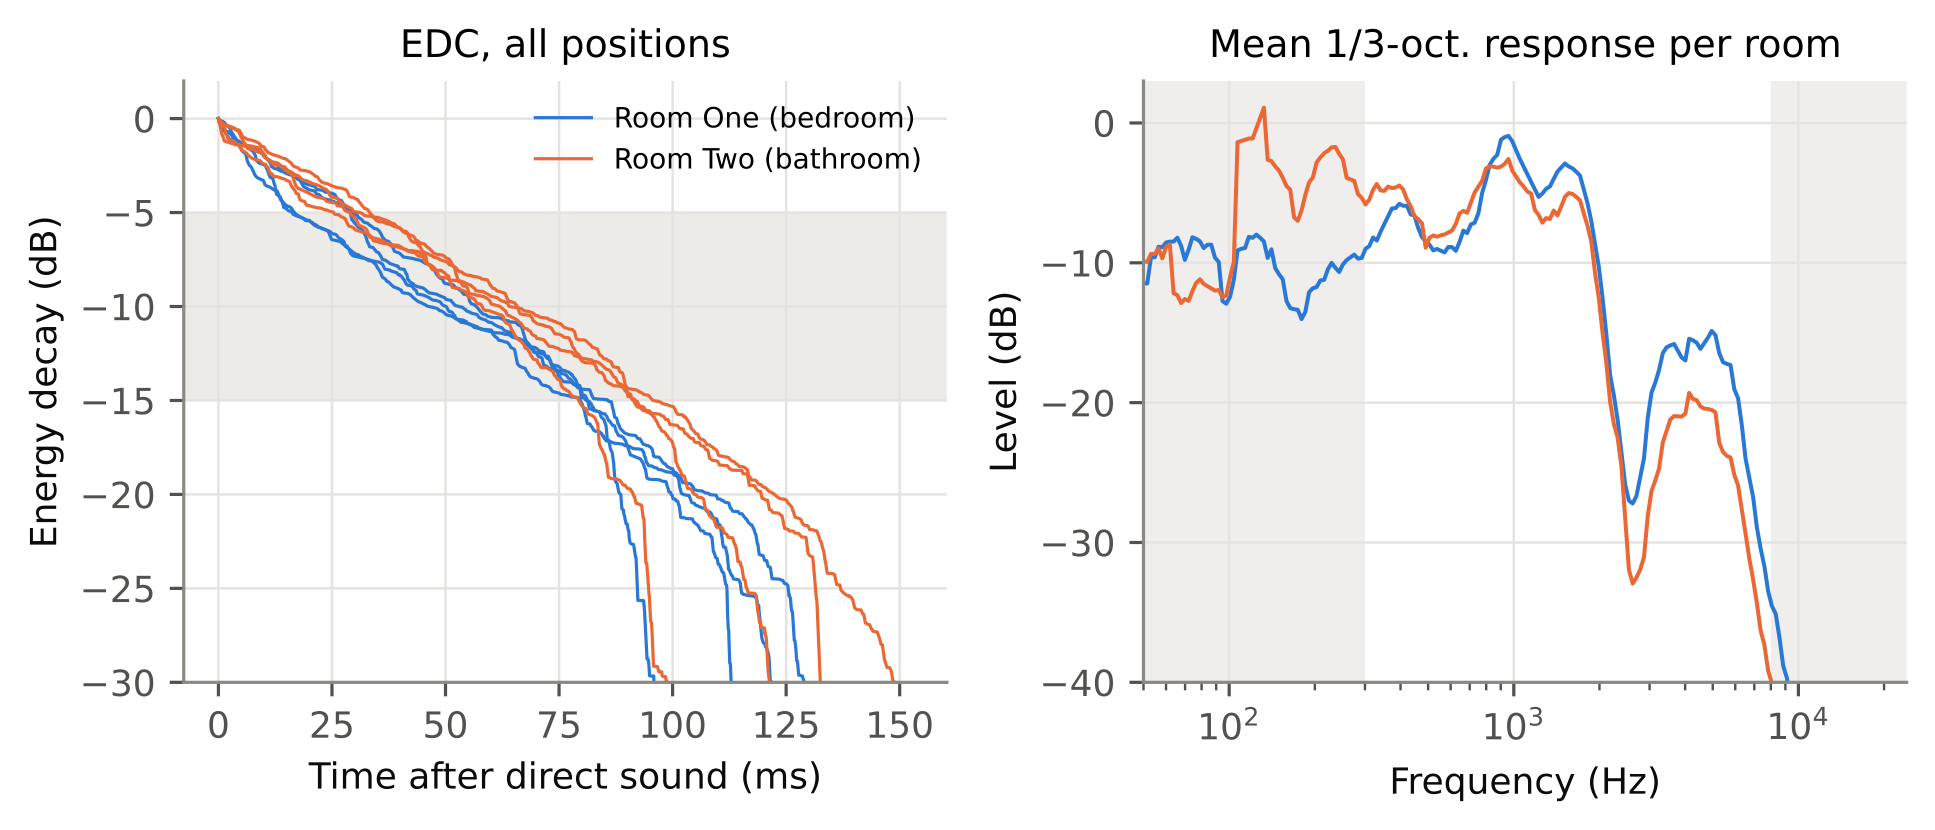 EDC, all positions
Room One (bedroom)
Room Two (bathroom)
Energy decay (dB)
0
−5
−10
−15
−20
−25
−30
0 25 50 75 100 125 150
Time after direct sound (ms)
Mean 1/3-oct. response per room
Level (dB)
0
−10
−20
−30
−40
10² 10³ 10⁴
Frequency (Hz)